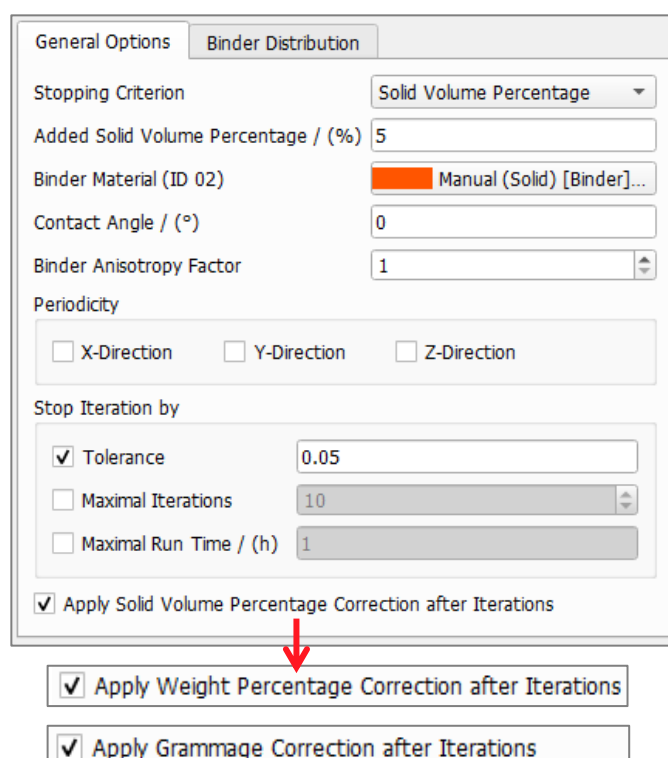 General Options Binder Distribution
Stopping Criterion Solid Volume Percentage
Added Solid Volume Percentage / (%) 5
Binder Material (ID 02) Manual (Solid) [Binder]...
Contact Angle / (°) 0
Binder Anisotropy Factor 1
Periodicity
X-Direction Y-Direction Z-Direction
Stop Iteration by
Tolerance 0.05
Maximal Iterations 10
Maximal Run Time / (h) 1
Apply Solid Volume Percentage Correction after Iterations
Apply Weight Percentage Correction after Iterations
Apply Grammage Correction after Iterations